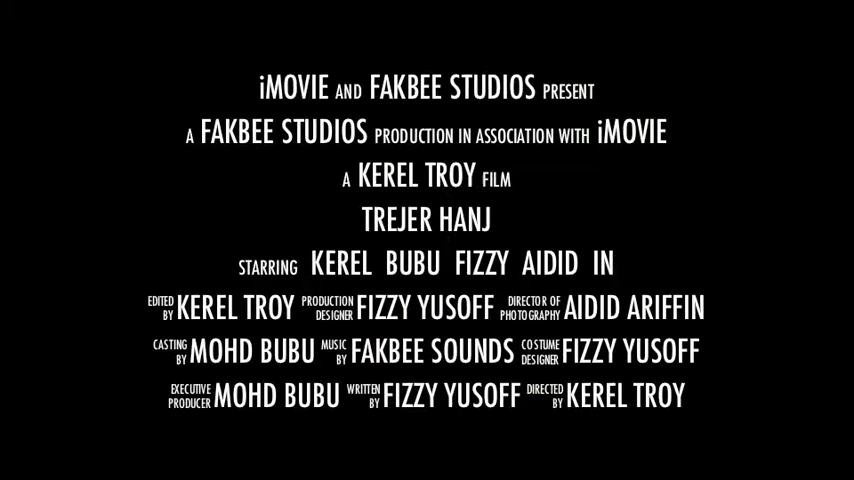 iMOVIE AND FAKBEE STUDIOS PRESENT
A FAKBEE STUDIOS PRODUCTION IN ASSOCIATION WITH iMOVIE
A KEREL TROY FILM
TREJER HANJ
STARRING KEREL BUBU FIZZY AIDID IN
EDITED BY KEREL TROY PRODUCTION DESIGNER FIZZY YUSOFF DIRECTOR OF PHOTOGRAPHY AIDID ARIFFIN
CASTING BY MOHD BUBU MUSIC BY FAKBEE SOUNDS COSTUME DESIGNER FIZZY YUSOFF
EXECUTIVE PRODUCER MOHD BUBU WRITTEN BY FIZZY YUSOFF DIRECTED BY KEREL TROY